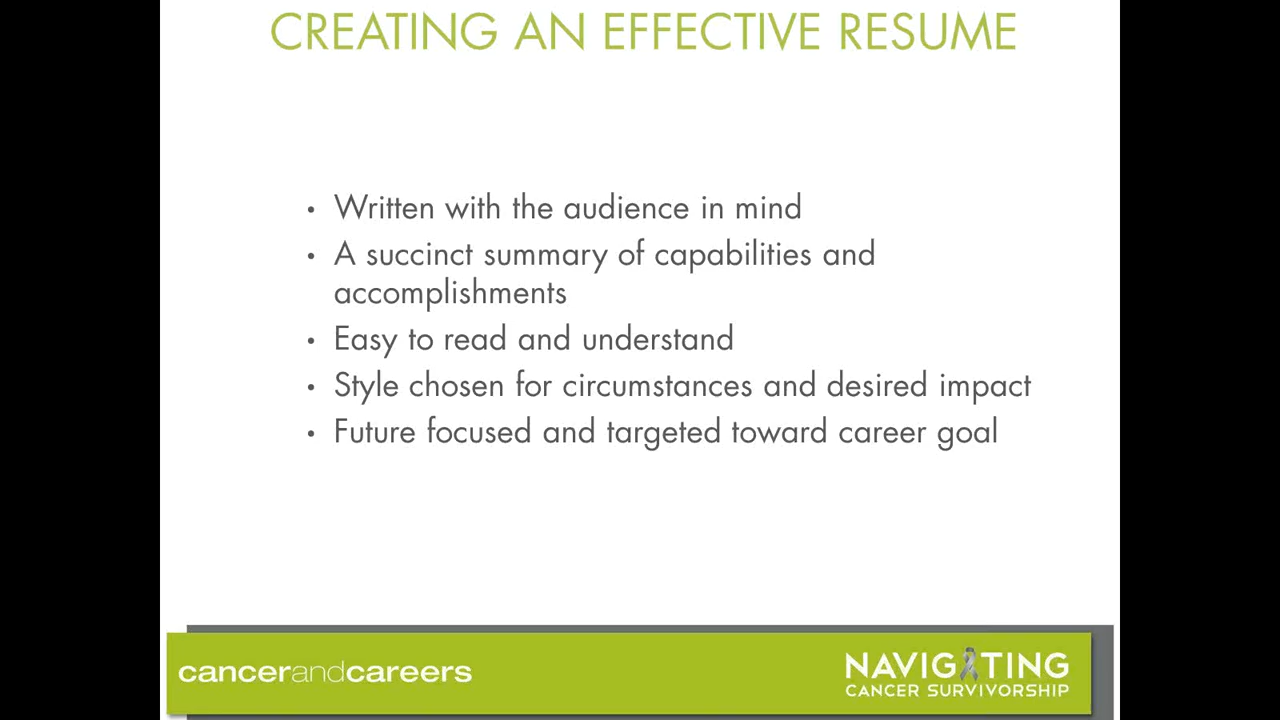 CREATING AN EFFECTIVE RESUME
• Written with the audience in mind
• A succinct summary of capabilities and
accomplishments
• Easy to read and understand
• Style chosen for circumstances and desired impact
• Future focused and targeted toward career goal
cancerandcareers
NAVIGATING
CANCER SURVIVORSHIP